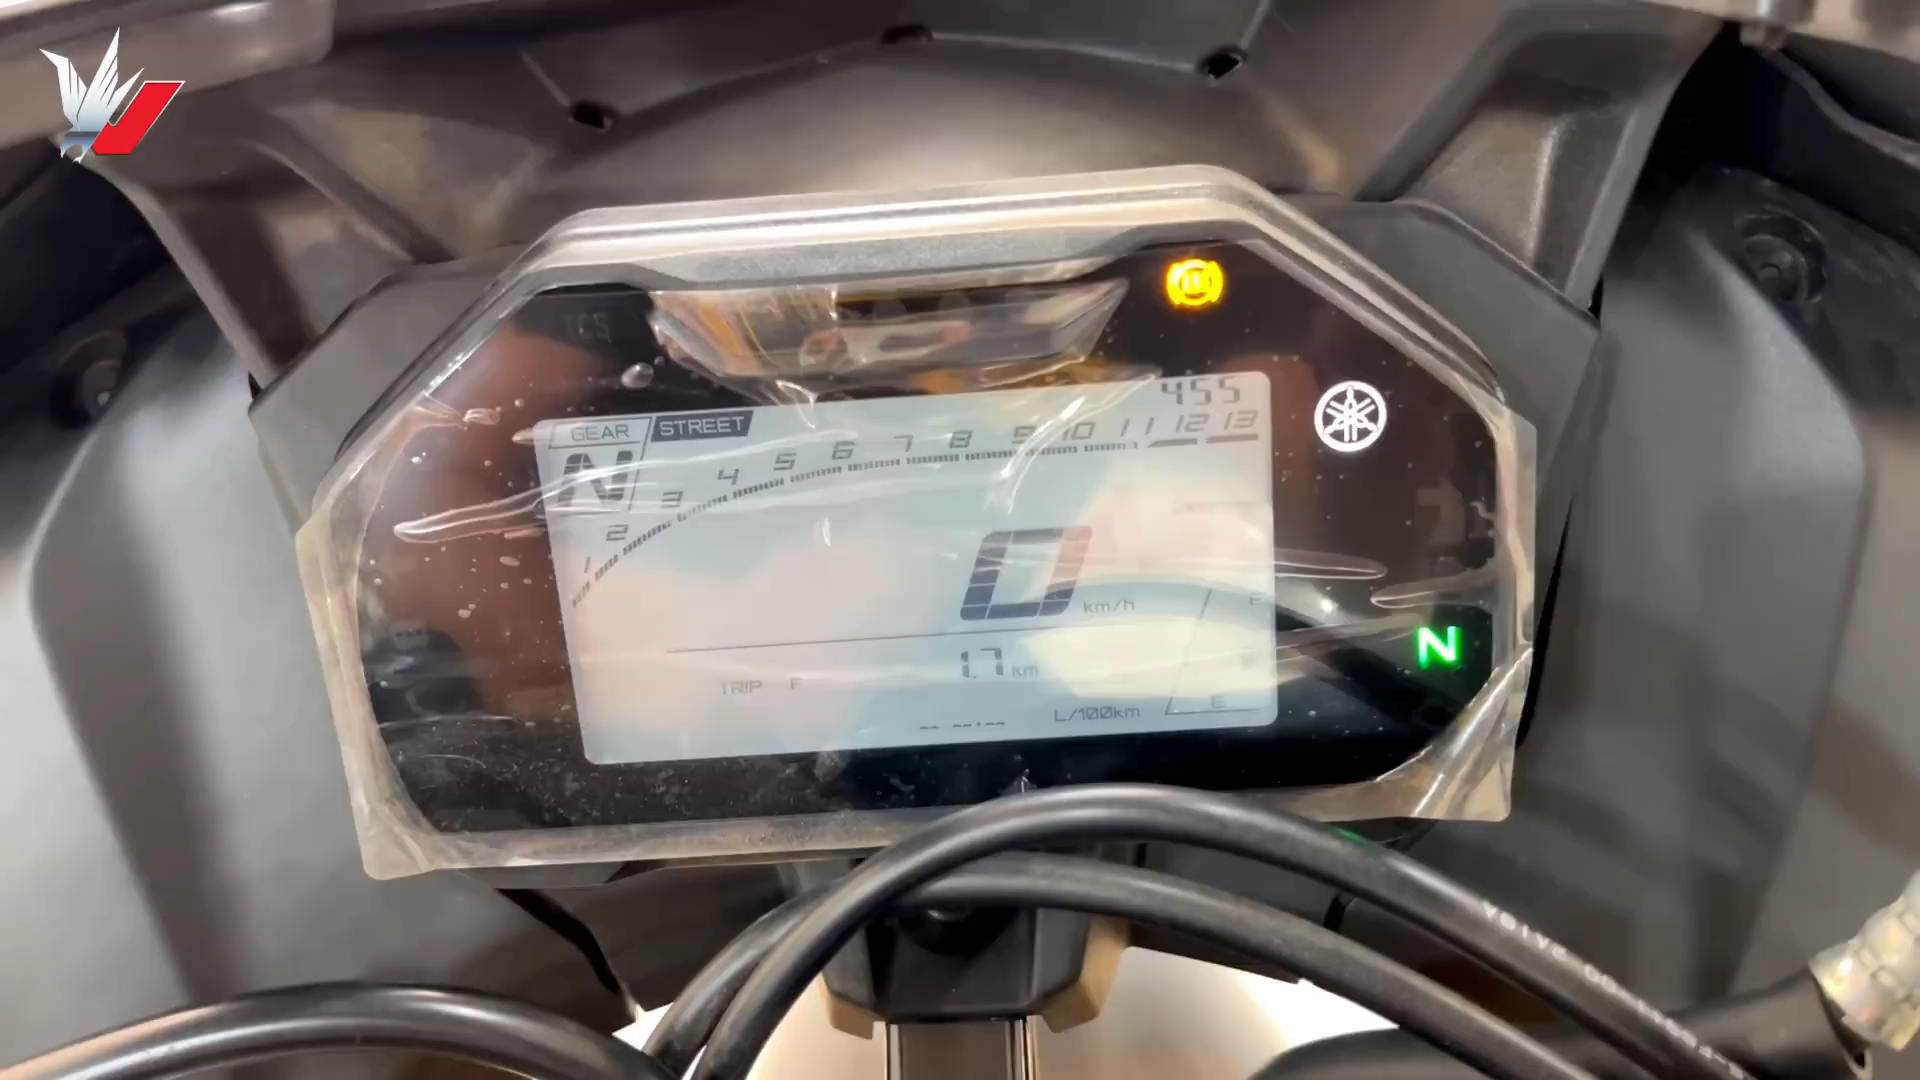 TCS
455
GEAR STREET
N
1 2 3 4 5 6 7 8 9 10 11 12 13
0 km/h
F
N
1.7 km
TRIP F
E
-- --:-- L/100km